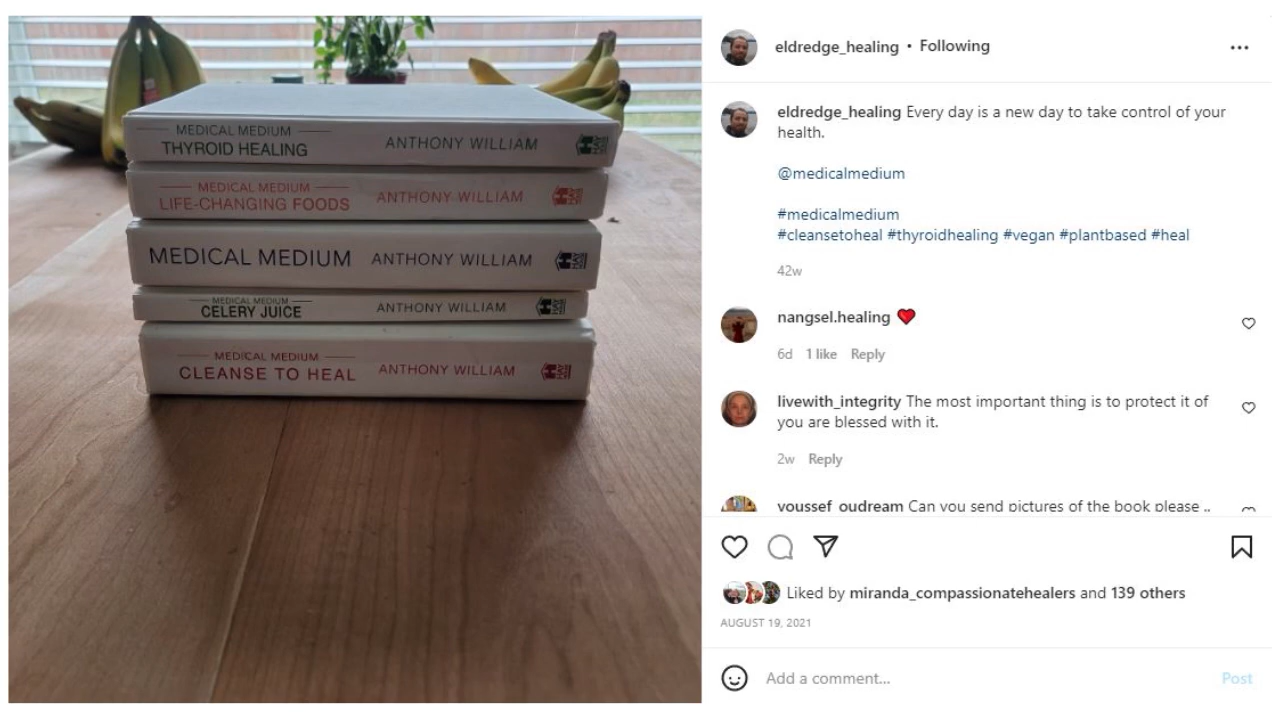 MEDICAL MEDIUM
THYROID HEALING
ANTHONY WILLIAM
MEDICAL MEDIUM
LIFE-CHANGING FOODS
ANTHONY WILLIAM
MEDICAL MEDIUM
ANTHONY WILLIAM
MEDICAL MEDIUM
CELERY JUICE
ANTHONY WILLIAM
MEDICAL MEDIUM
CLEANSE TO HEAL
ANTHONY WILLIAM
eldredge_healing • Following
eldredge_healing Every day is a new day to take control of your
health.
@medicalmedium
#medicalmedium
#cleansetoheal #thyroidhealing #vegan #plantbased #heal
42w
nangsel.healing ❤️
6d 1 like Reply
livewith_integrity The most important thing is to protect it of
you are blessed with it.
2w Reply
youssef_oudream Can you send pictures of the book please ..
Liked by miranda_compassionatehealers and 139 others
AUGUST 19, 2021
Add a comment...
Post